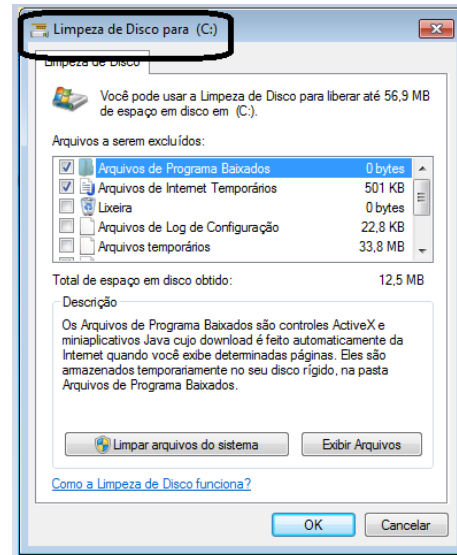 Limpeza de Disco para (C:)
Limpeza de Disco
Você pode usar a Limpeza de Disco para liberar até 56,9 MB
de espaço em disco em (C:).
Arquivos a serem excluídos:
Arquivos de Programa Baixados 0 bytes
Arquivos de Internet Temporários 501 KB
Lixeira 0 bytes
Arquivos de Log de Configuração 22,8 KB
Arquivos temporários 33,8 MB
Total de espaço em disco obtido: 12,5 MB
Descrição
Os Arquivos de Programa Baixados são controles ActiveX e
miniaplicativos Java cujo download é feito automaticamente da
Internet quando você exibe determinadas páginas. Eles são
armazenados temporariamente no seu disco rígido, na pasta
Arquivos de Programa Baixados.
Limpar arquivos do sistema Exibir Arquivos
Como a Limpeza de Disco funciona?
OK Cancelar